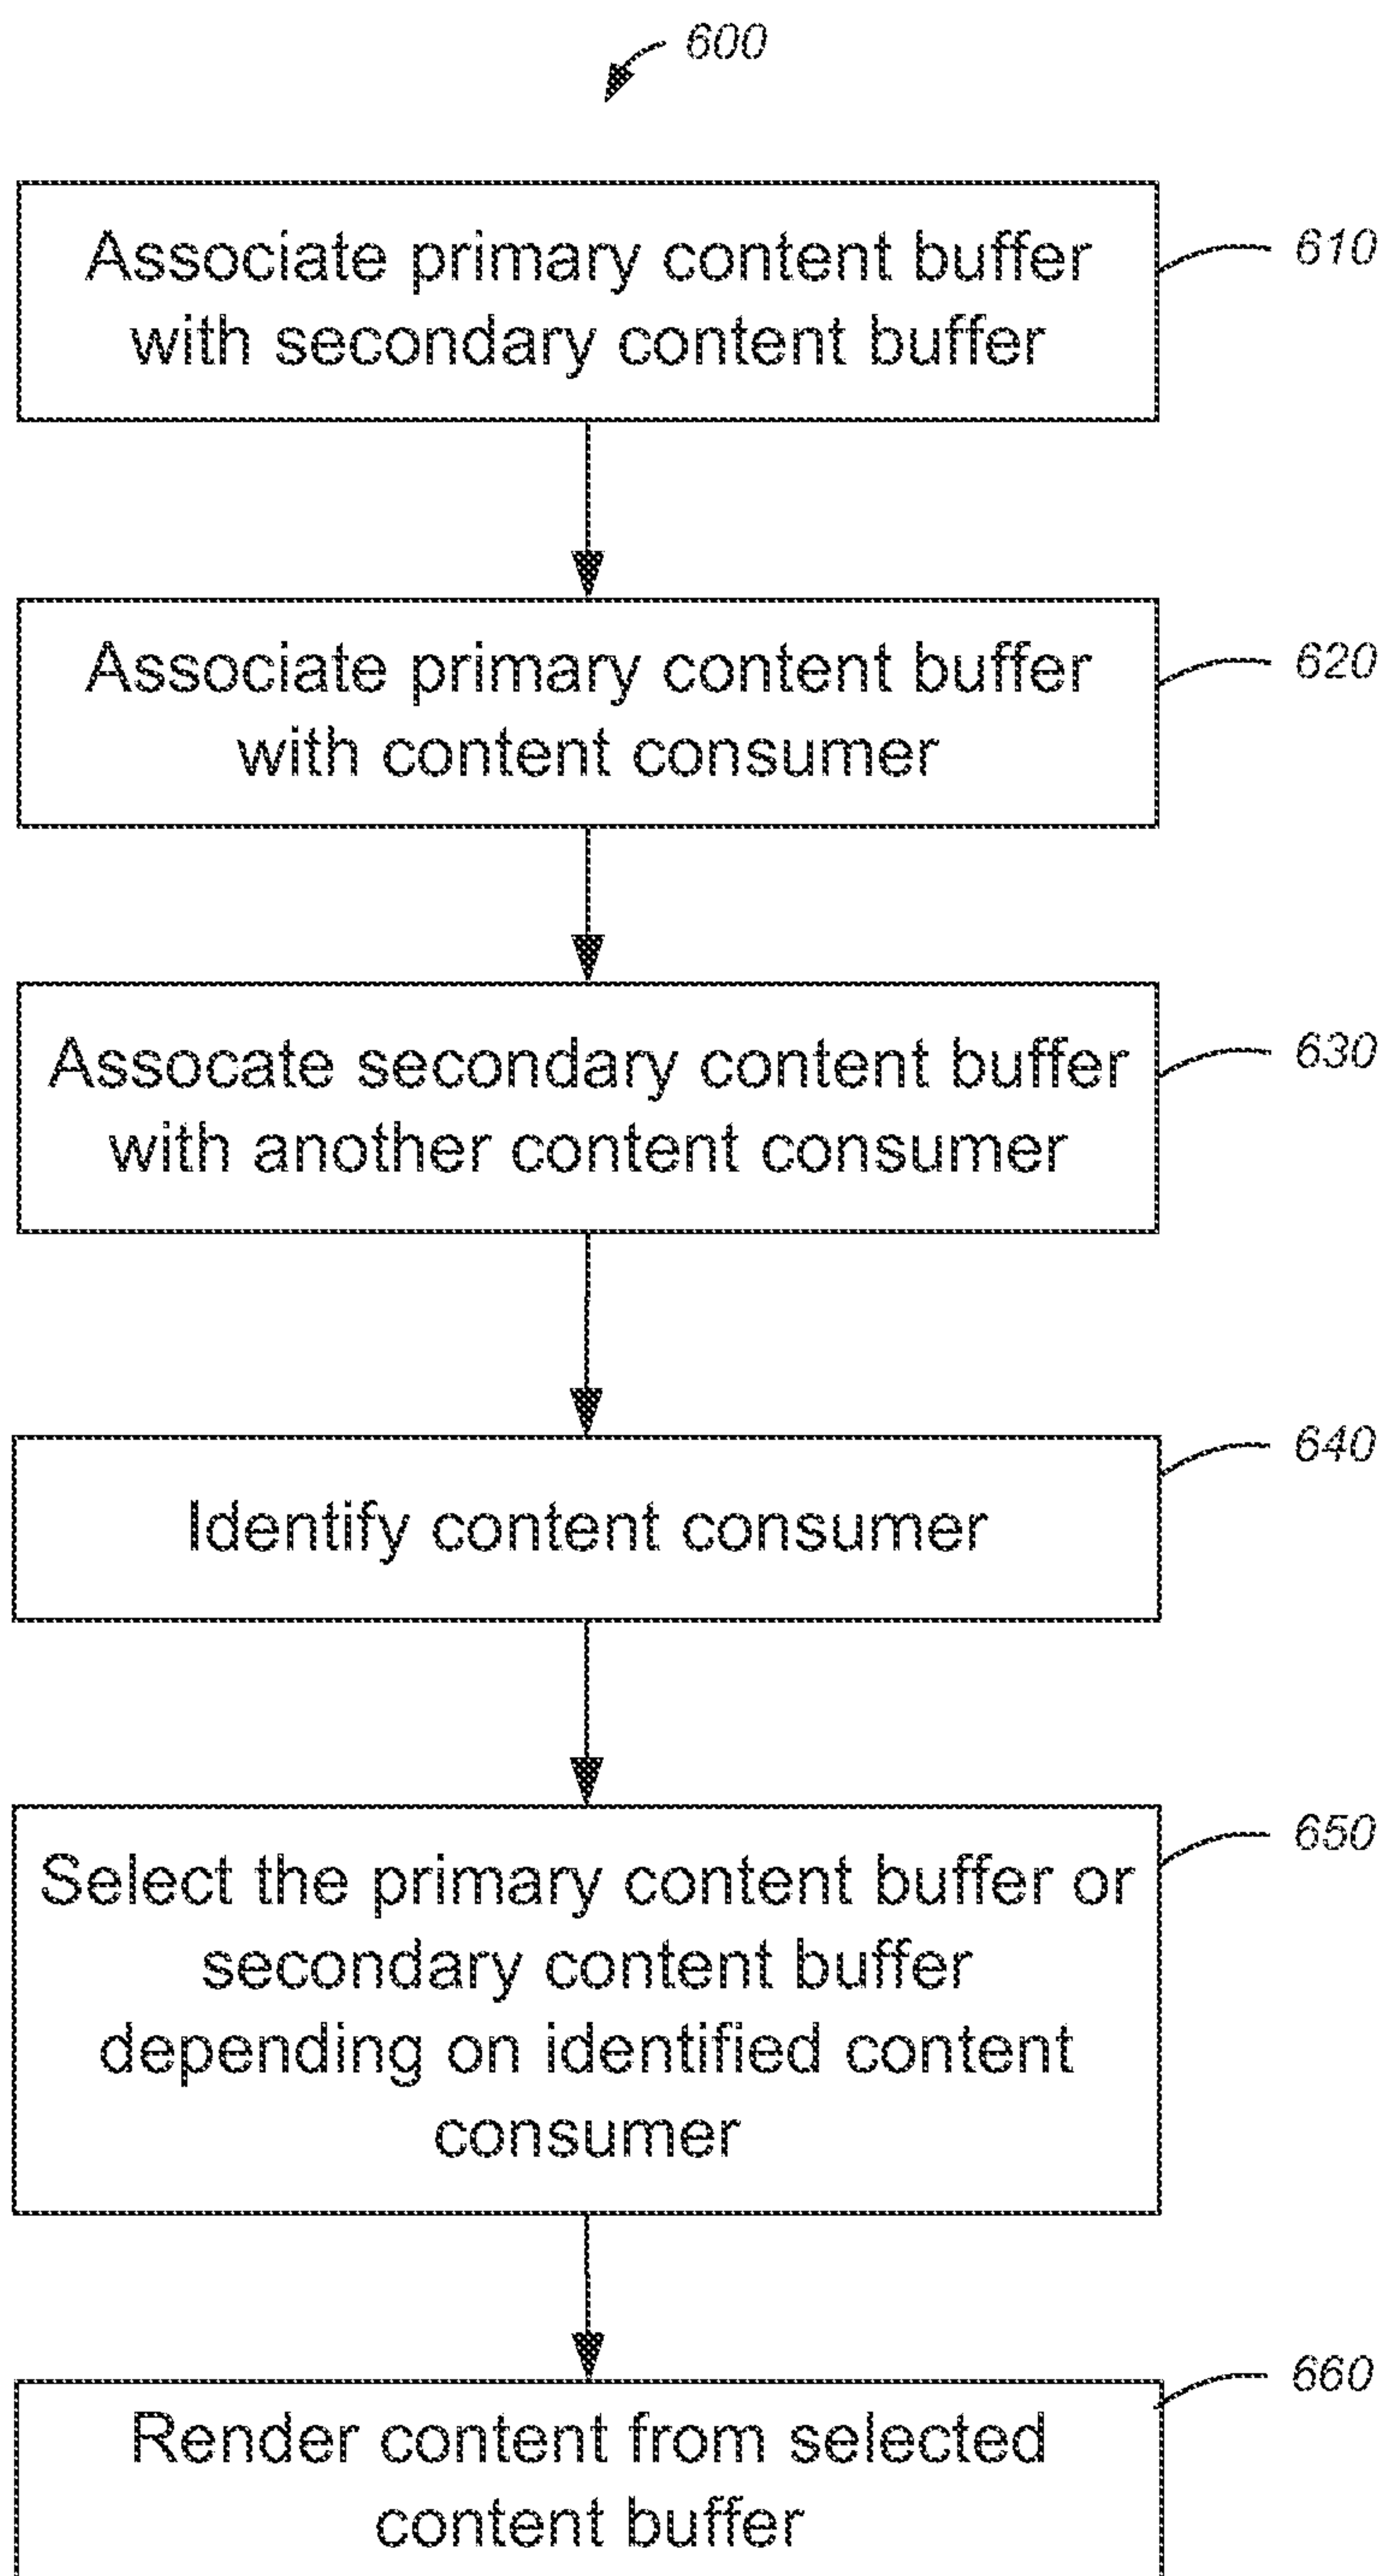 600
Associate primary content buffer
with secondary content buffer
610
Associate primary content buffer
with content consumer
620
Assocate secondary content buffer
with another content consumer
630
Identify content consumer
640
Select the primary content buffer or
secondary content buffer
depending on identified content
consumer
650
Render content from selected
content buffer
660